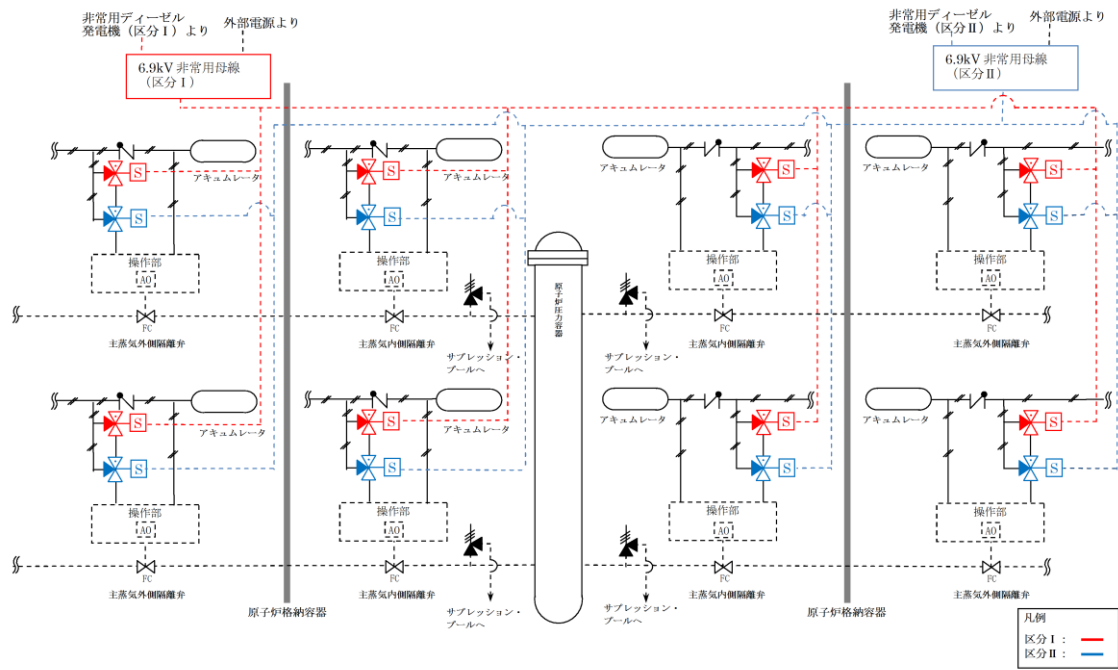 非常用ディーゼル
発電機（区分Ⅰ）より
外部電源より
非常用ディーゼル
発電機（区分Ⅱ）より
外部電源より
6.9kV 非常用母線
（区分Ⅰ）
6.9kV 非常用母線
（区分Ⅱ）
S
アキュムレータ
S
アキュムレータ
アキュムレータ
S
アキュムレータ
S
S
S
S
S
操作部
AO
操作部
AO
操作部
AO
操作部
AO
原子炉圧力容器
FC
FC
FC
FC
主蒸気外側隔離弁
主蒸気内側隔離弁
主蒸気内側隔離弁
主蒸気外側隔離弁
サプレッション・
プールへ
サプレッション・
プールへ
S
アキュムレータ
S
アキュムレータ
アキュムレータ
S
アキュムレータ
S
S
S
S
S
操作部
AO
操作部
AO
操作部
AO
操作部
AO
FC
FC
FC
FC
主蒸気外側隔離弁
主蒸気内側隔離弁
主蒸気内側隔離弁
主蒸気外側隔離弁
サプレッション・
プールへ
サプレッション・
プールへ
原子炉格納容器
原子炉格納容器
凡例
区分Ⅰ：
区分Ⅱ：